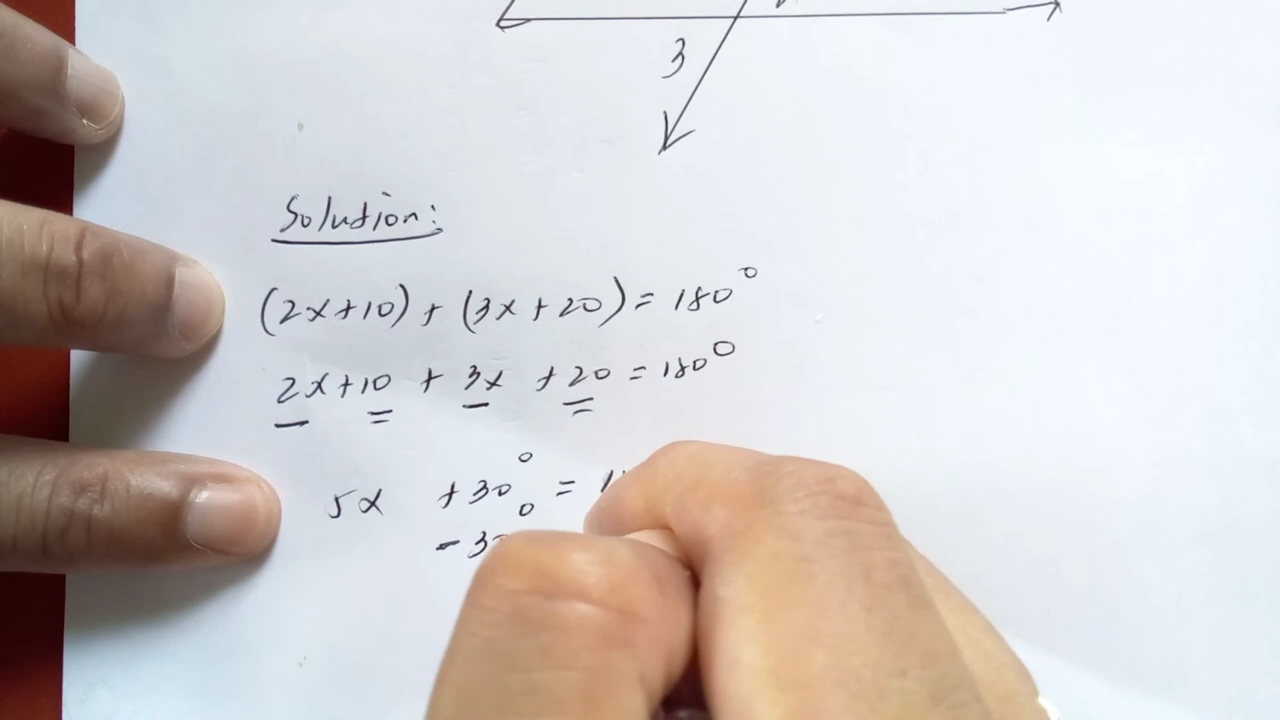 3
Solution:
(2x+10) + (3x+20) = 180°
2x+10 + 3x +20 = 180°
5x +30° =